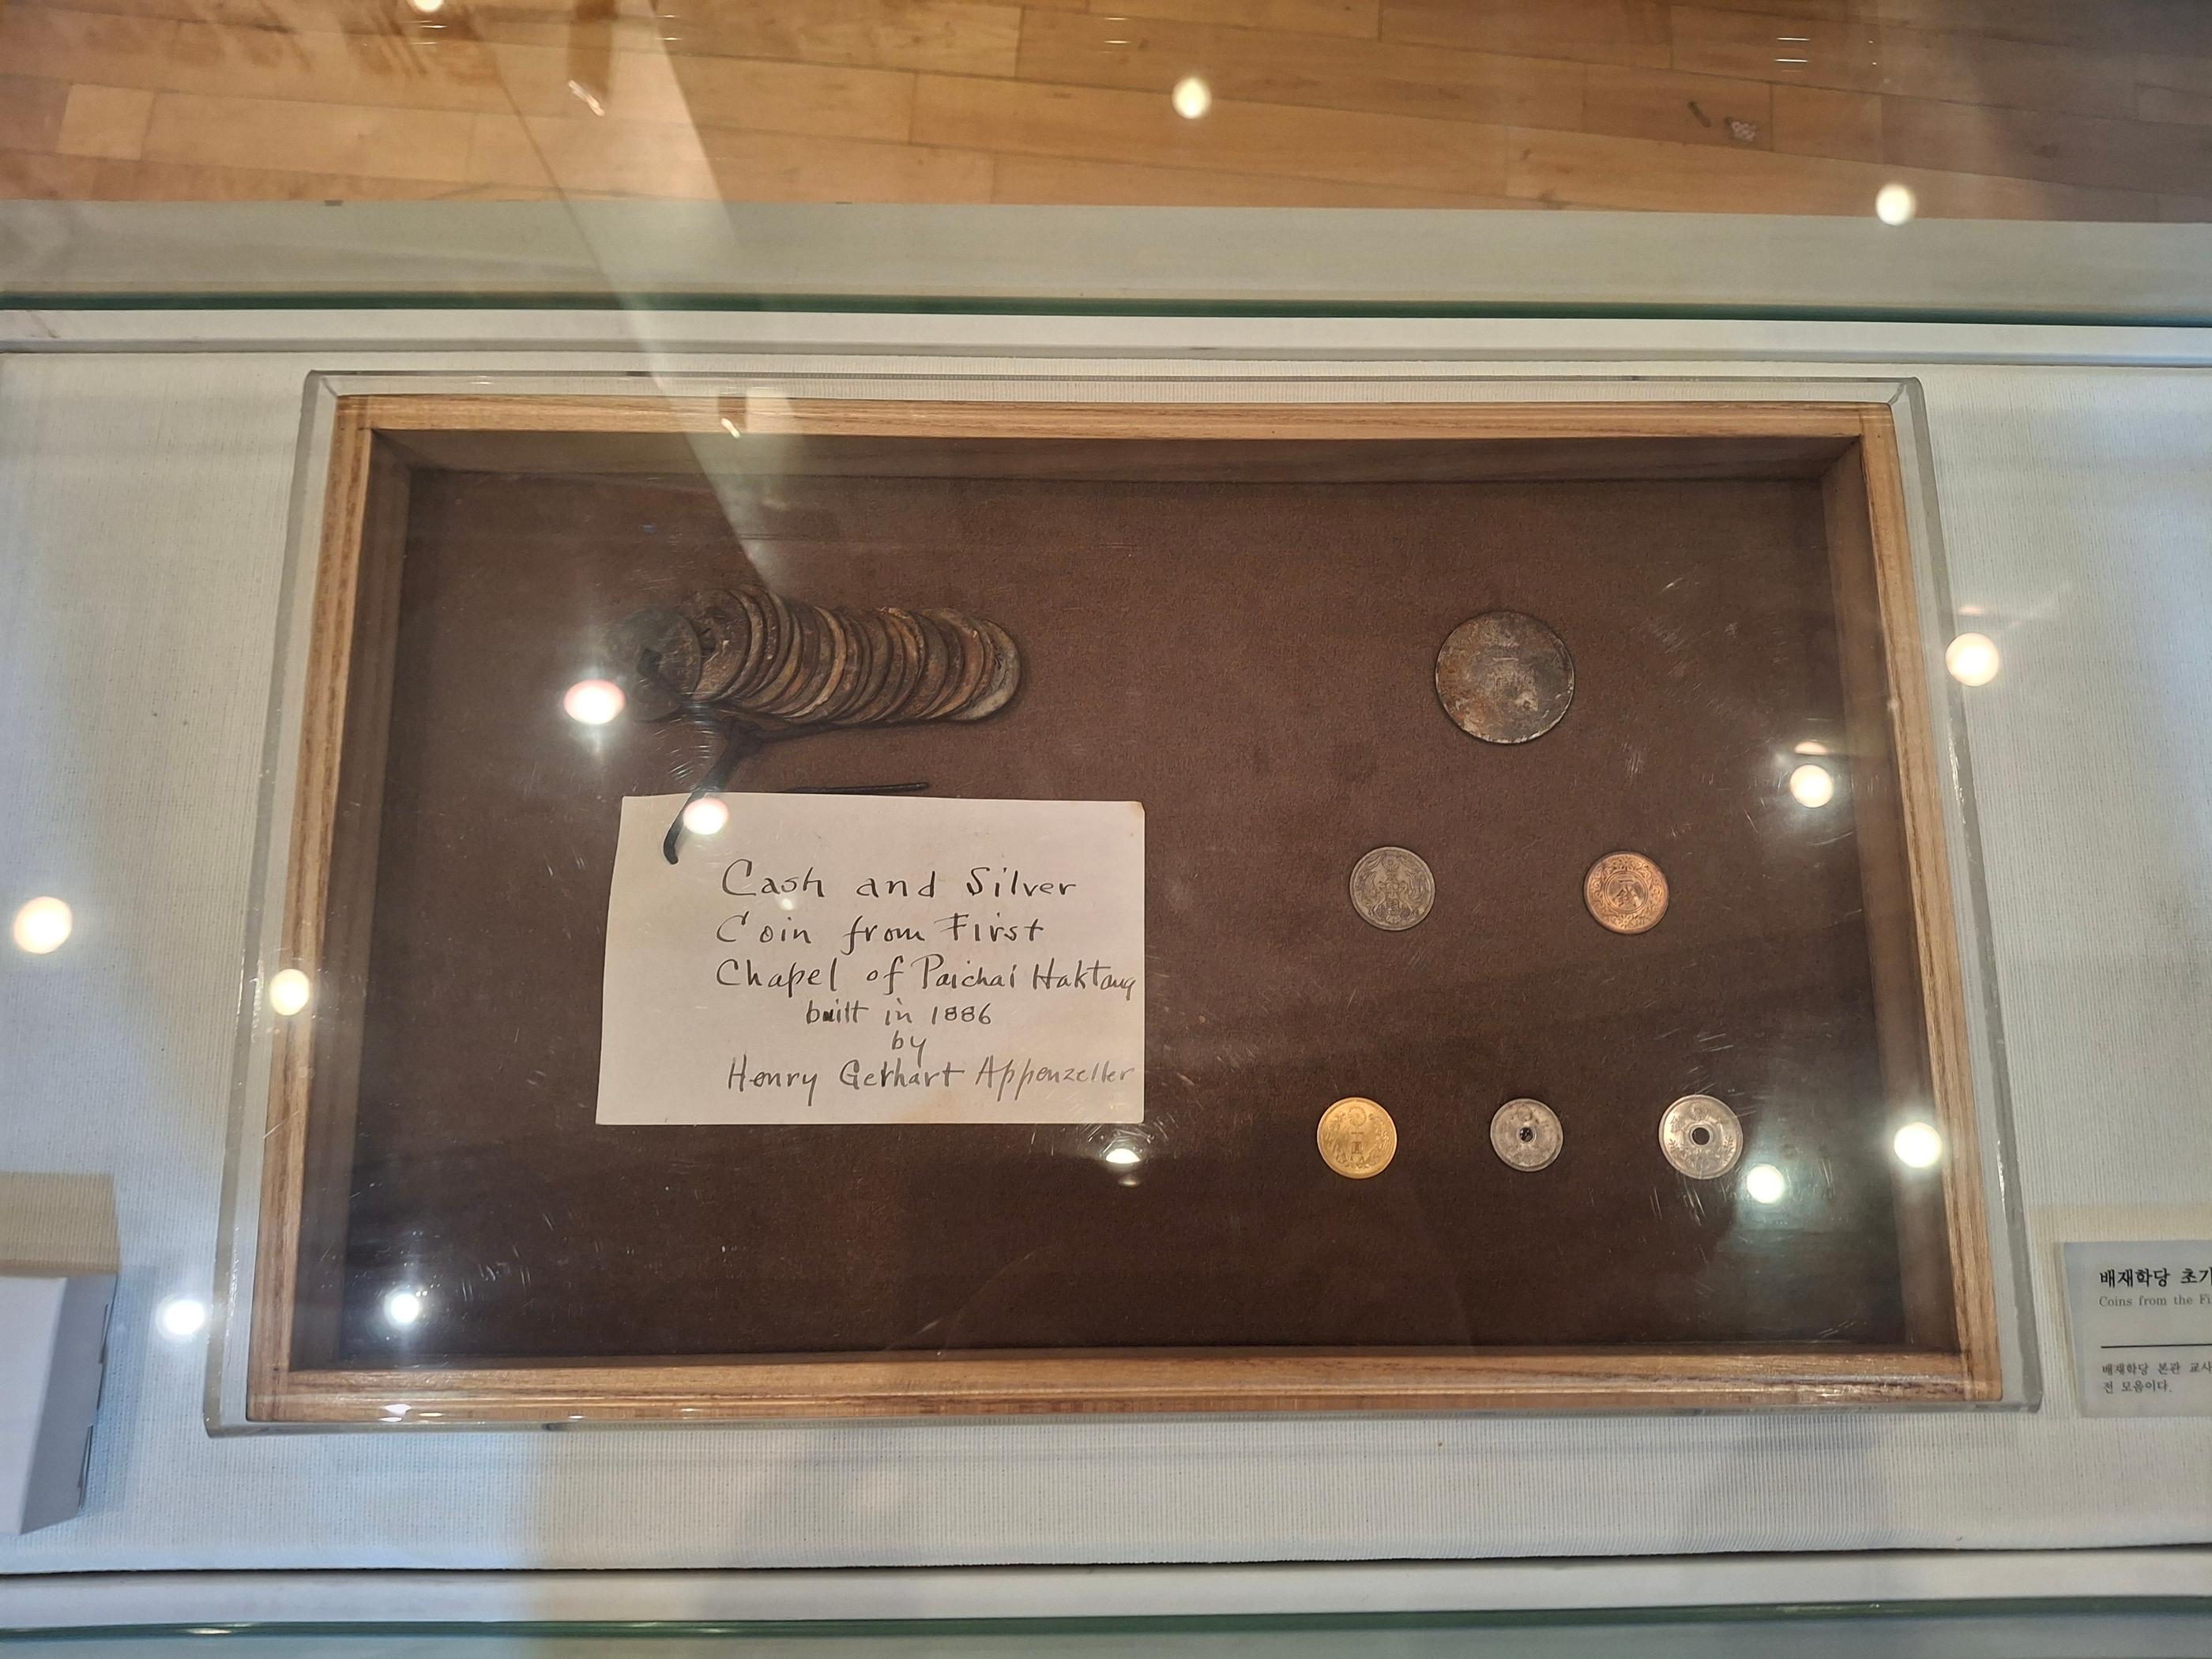 Cash and Silver
Coin from First
Chapel of Paichai Haktang
built in 1886
by
Henry Gerhart Appenzeller
배재학당 초기
Coins from the Fi
배재학당 본관 교사
전 모음이다.